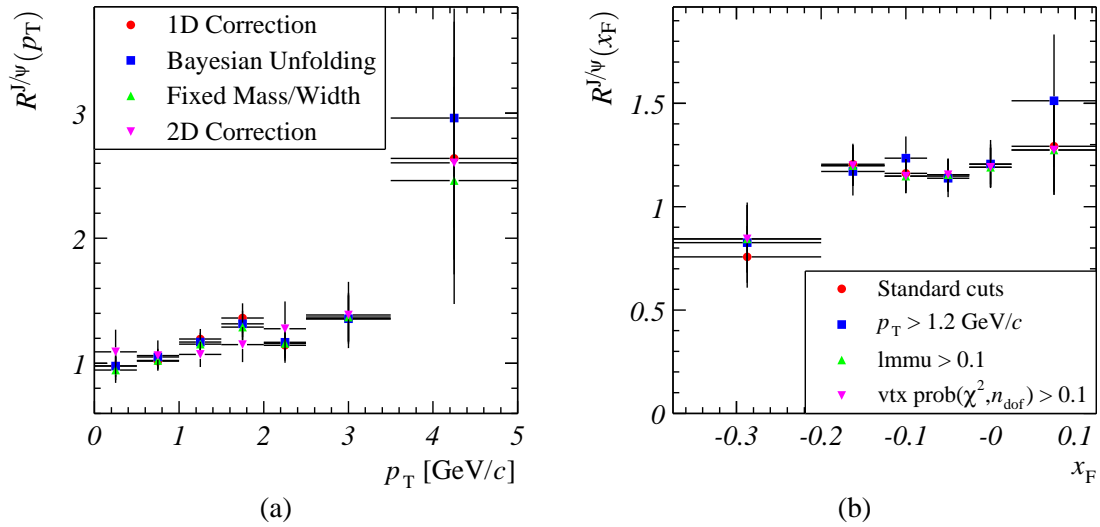 R^{J/ψ}(p_T)
1D Correction
Bayesian Unfolding
Fixed Mass/Width
2D Correction
3
2
1
0 1 2 3 4 5
p_T [GeV/c]
(a)
R^{J/ψ}(x_F)
1.5
1
0.5
0
Standard cuts
p_T > 1.2 GeV/c
lmmu > 0.1
vtx prob(χ²,n_dof) > 0.1
-0.3 -0.2 -0.1 -0 0.1
x_F
(b)